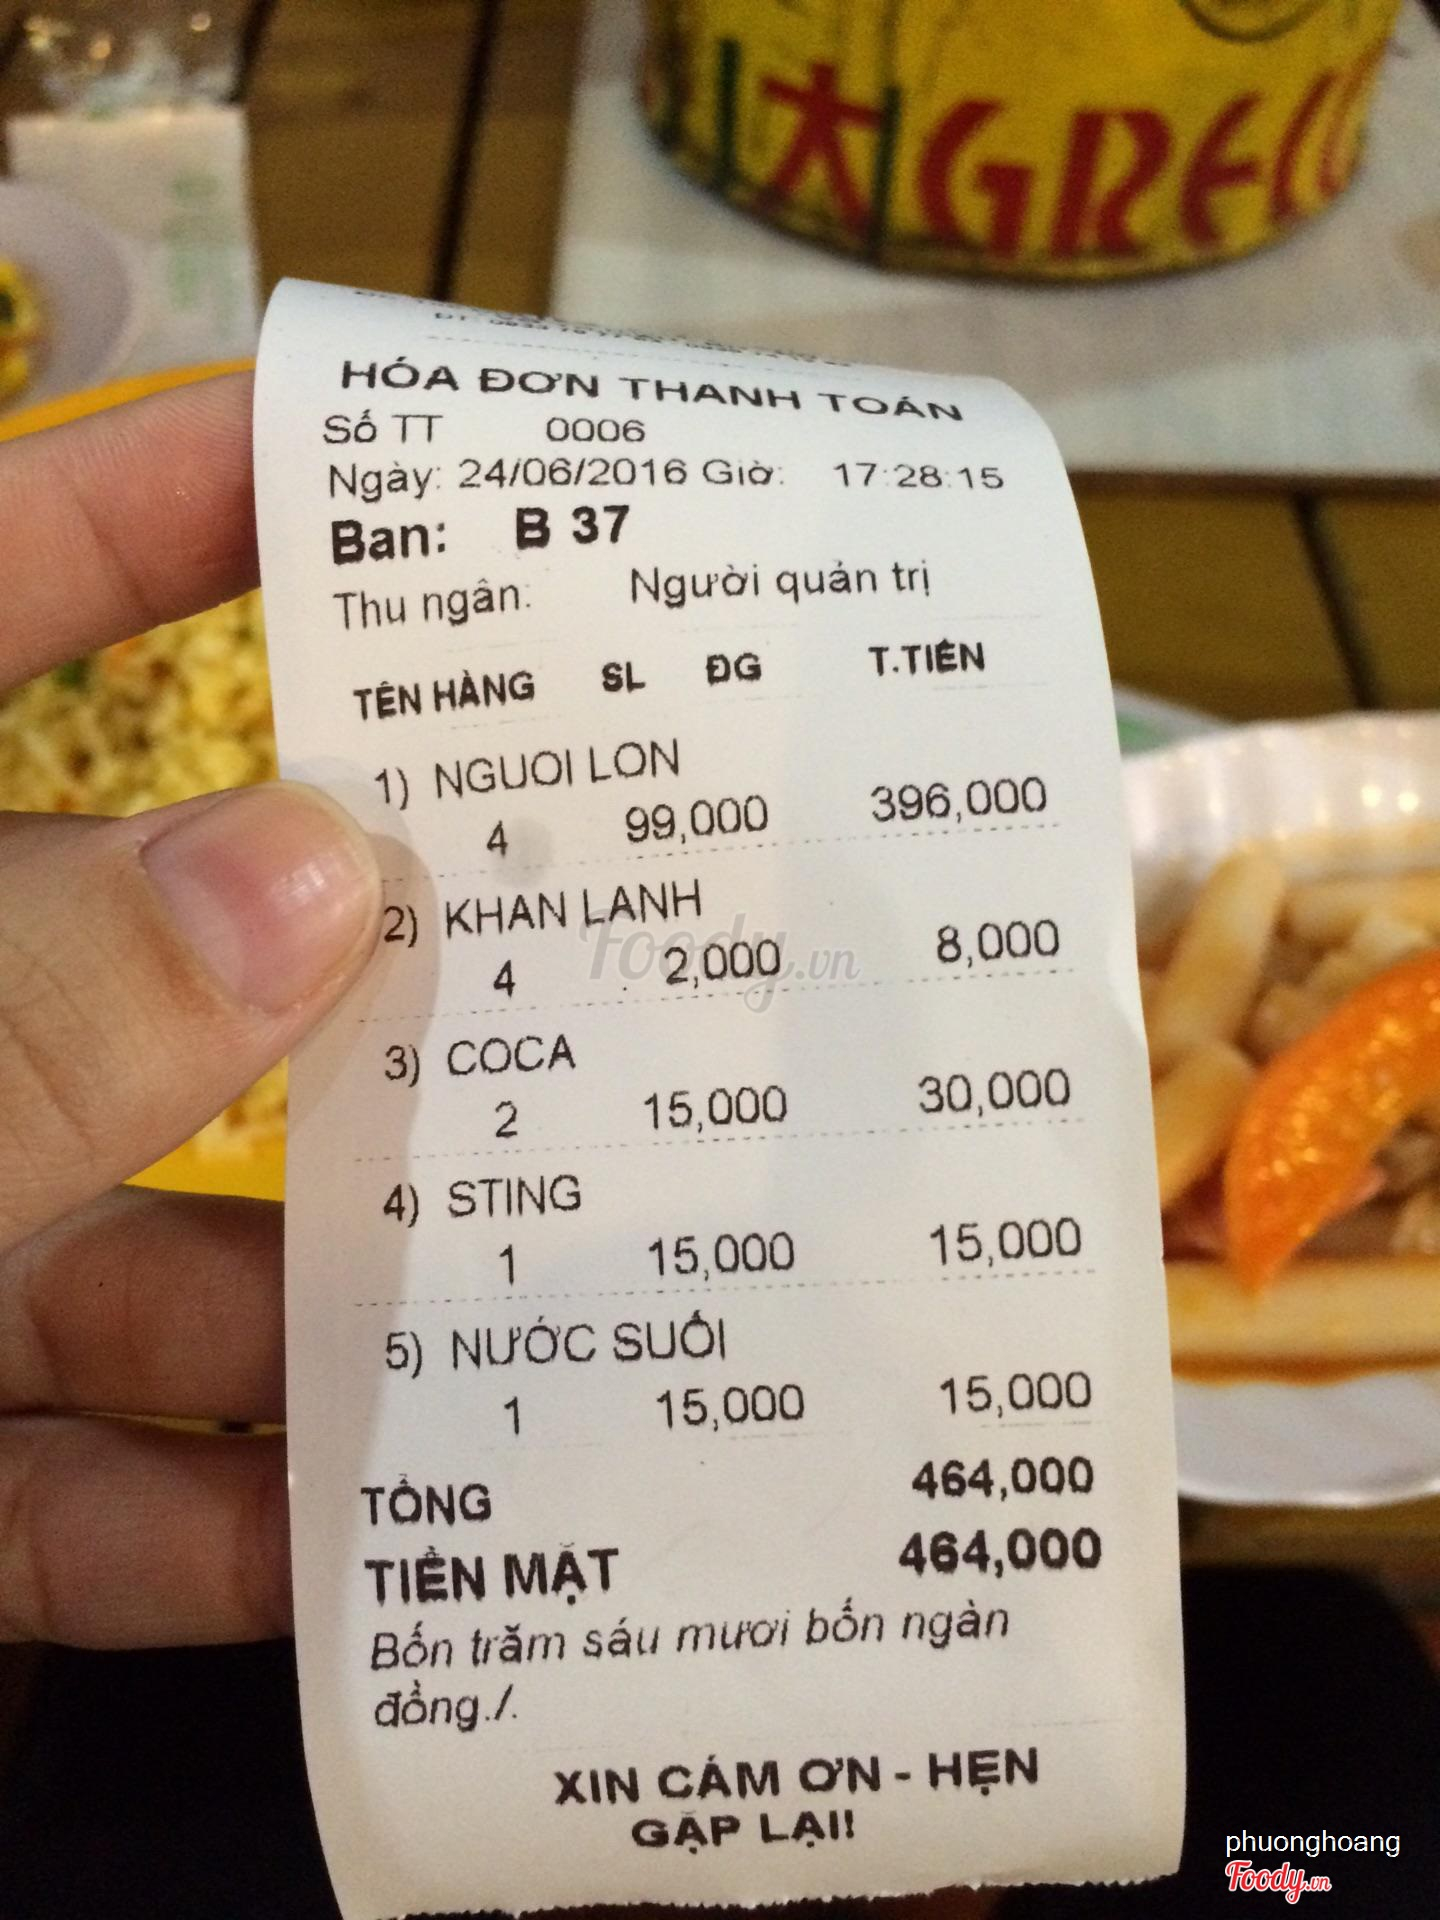 AGRE
HÓA ĐƠN THANH TOÁN
Số TT 0006
Ngày: 24/06/2016 Giờ: 17:28:15
Ban: B 37
Thu ngân: Người quản trị
TÊN HÀNG SL ĐG T.TIỀN
1) NGUOI LON
4 99,000 396,000
2) KHAN LANH
4 2,000 8,000
Foody.vn
3) COCA
2 15,000 30,000
4) STING
1 15,000 15,000
5) NƯỚC SUỐI
1 15,000 15,000
TỔNG 464,000
TIỀN MẶT 464,000
Bốn trăm sáu mươi bốn ngàn
đồng./.
XIN CÁM ƠN - HẸN
GẶP LẠI!
phuonghoang
Foody.vn